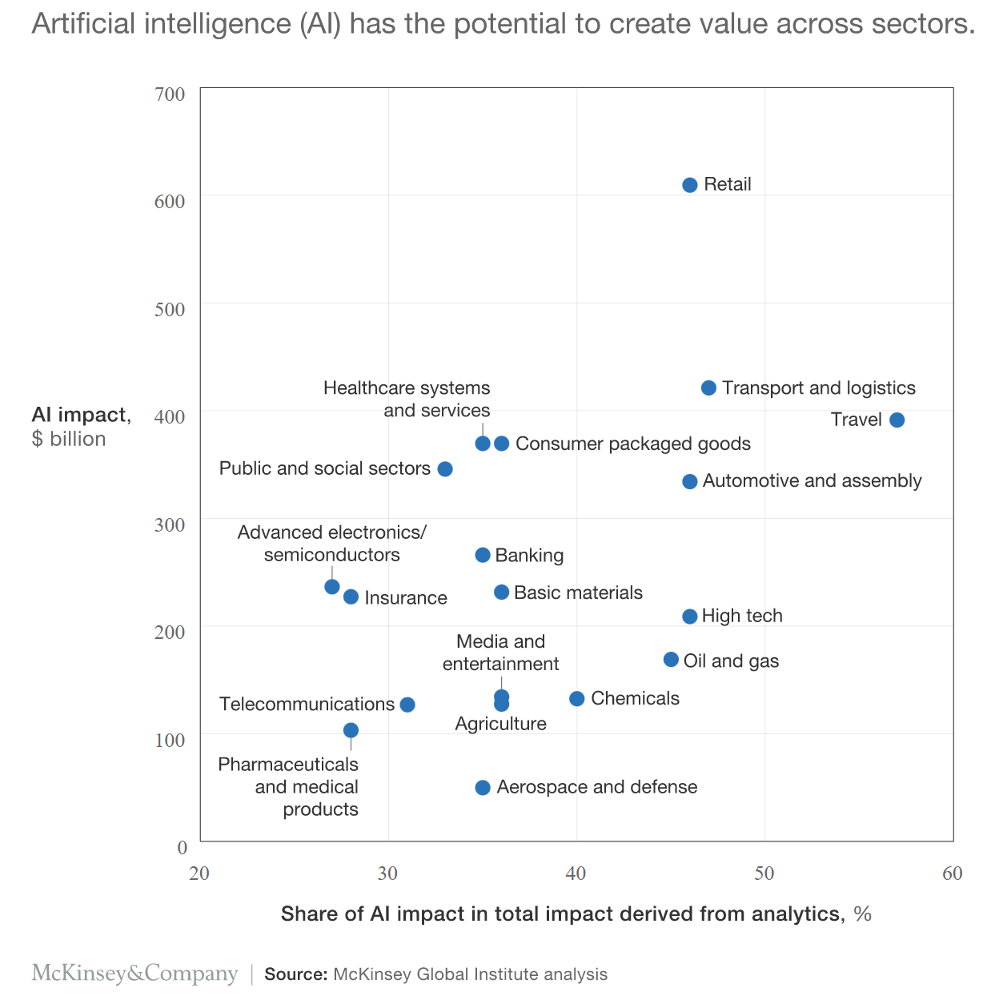 Artificial intelligence (AI) has the potential to create value across sectors.
700
600
500
400
300
200
100
0
AI impact,
$ billion
Retail
Transport and logistics
Travel
Healthcare systems
and services
Consumer packaged goods
Public and social sectors
Automotive and assembly
Advanced electronics/
semiconductors
Banking
Insurance
Basic materials
High tech
Media and
entertainment
Oil and gas
Telecommunications
Chemicals
Agriculture
Pharmaceuticals
and medical
products
Aerospace and defense
20 30 40 50 60
Share of AI impact in total impact derived from analytics, %
McKinsey&Company | Source: McKinsey Global Institute analysis